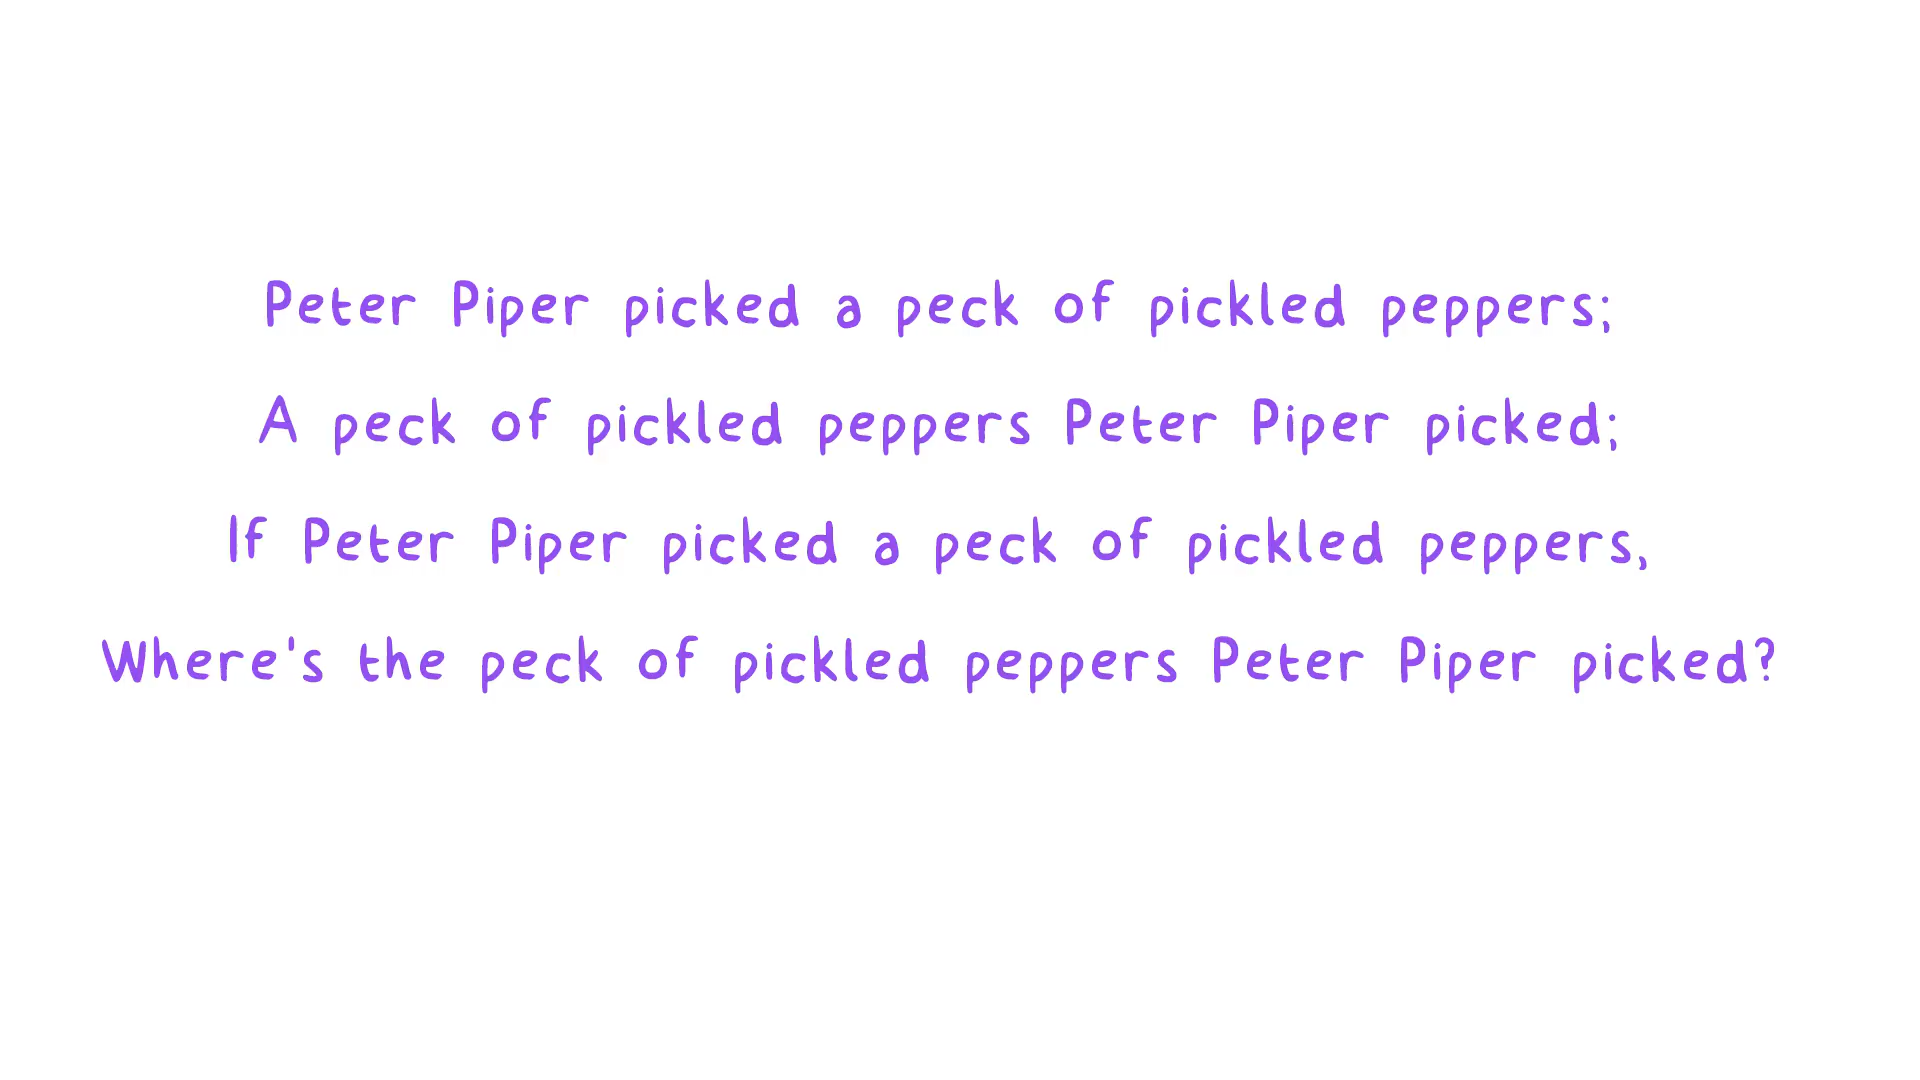 Peter Piper picked a peck of pickled peppers;
A peck of pickled peppers Peter Piper picked;
If Peter Piper picked a peck of pickled peppers,
Where's the peck of pickled peppers Peter Piper picked?